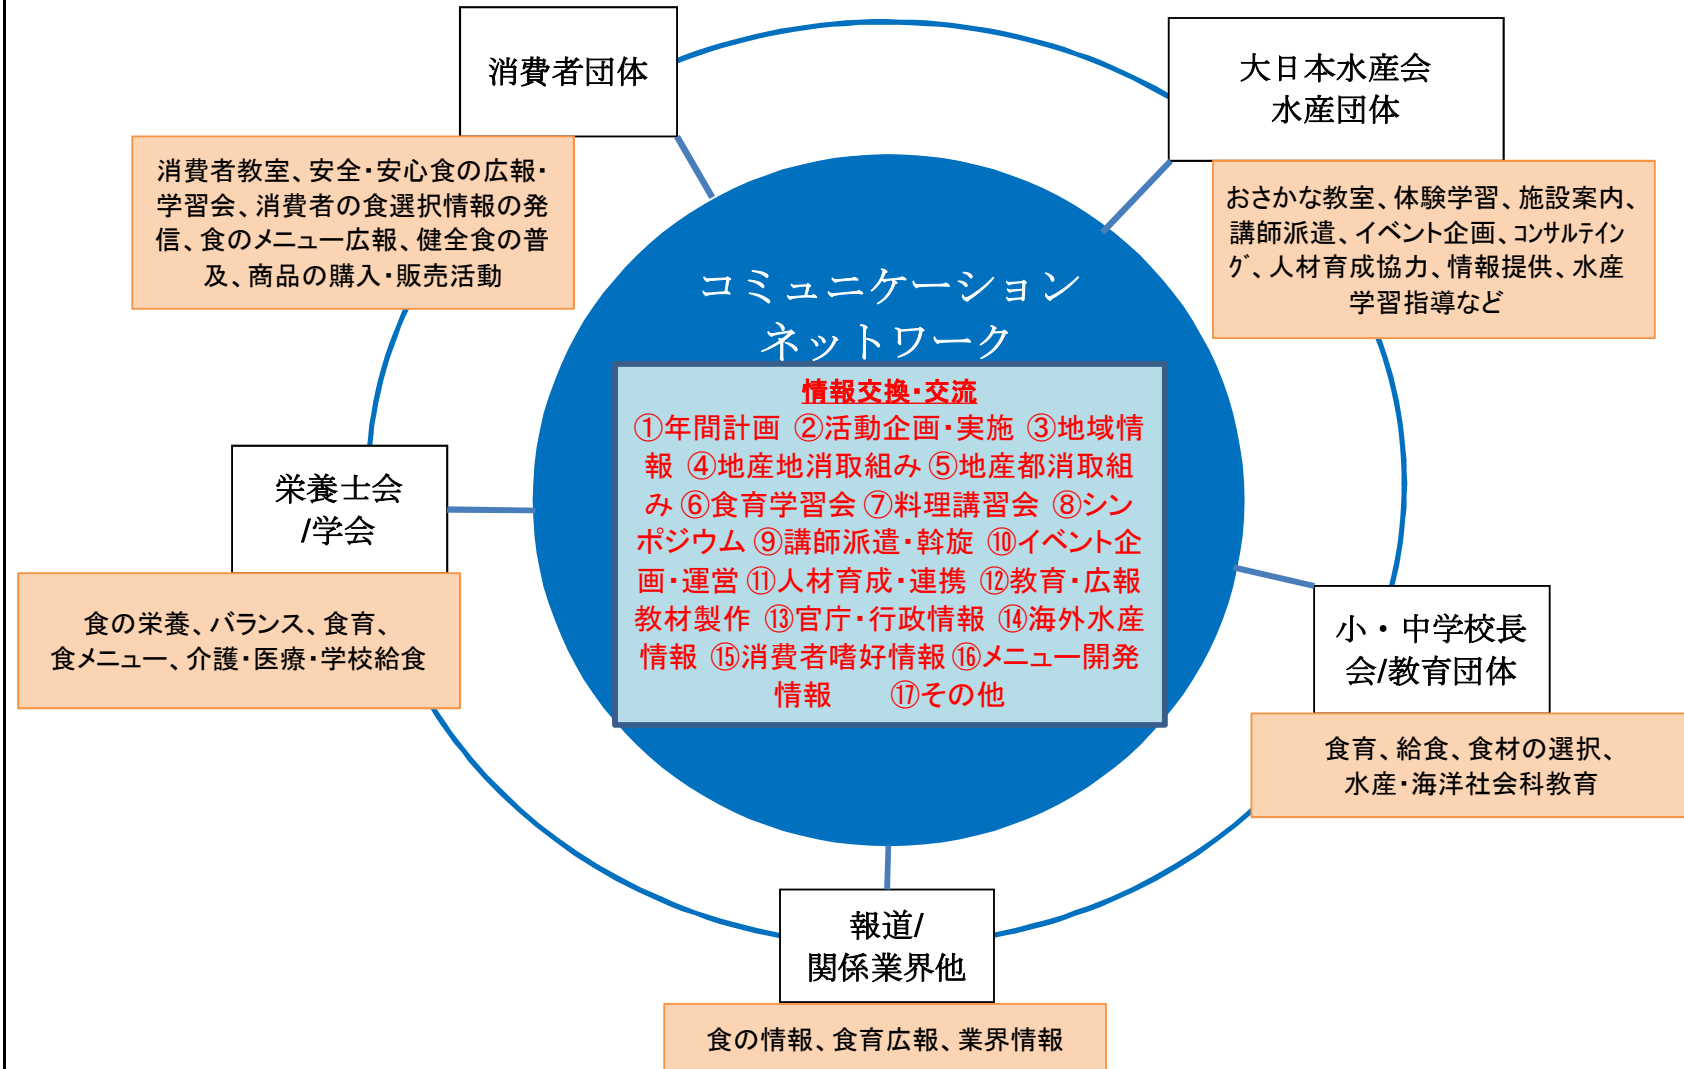 消費者団体
消費者教室、安全・安心食の広報・
学習会、消費者の食選択情報の発
信、食のメニュー広報、健全食の普
及、商品の購入・販売活動
大日本水産会
水産団体
おさかな教室、体験学習、施設案内、
講師派遣、イベント企画、ｺﾝｻﾙﾃｲﾝ
ｸﾞ、人材育成協力、情報提供、水産
学習指導など
コミュニケーション
ネットワーク
情報交換・交流
①年間計画 ②活動企画・実施 ③地域情
報 ④地産地消取組み ⑤地産都消取組
み ⑥食育学習会 ⑦料理講習会 ⑧シン
ポジウム ⑨講師派遣・斡旋 ⑩イベント企
画・運営 ⑪人材育成・連携 ⑫教育・広報
教材製作 ⑬官庁・行政情報 ⑭海外水産
情報 ⑮消費者嗜好情報 ⑯メニュー開発
情報 ⑰その他
栄養士会
/学会
食の栄養、バランス、食育、
食メニュー、介護・医療・学校給食
小・中学校長
会/教育団体
食育、給食、食材の選択、
水産・海洋社会科教育
報道/
関係業界他
食の情報、食育広報、業界情報